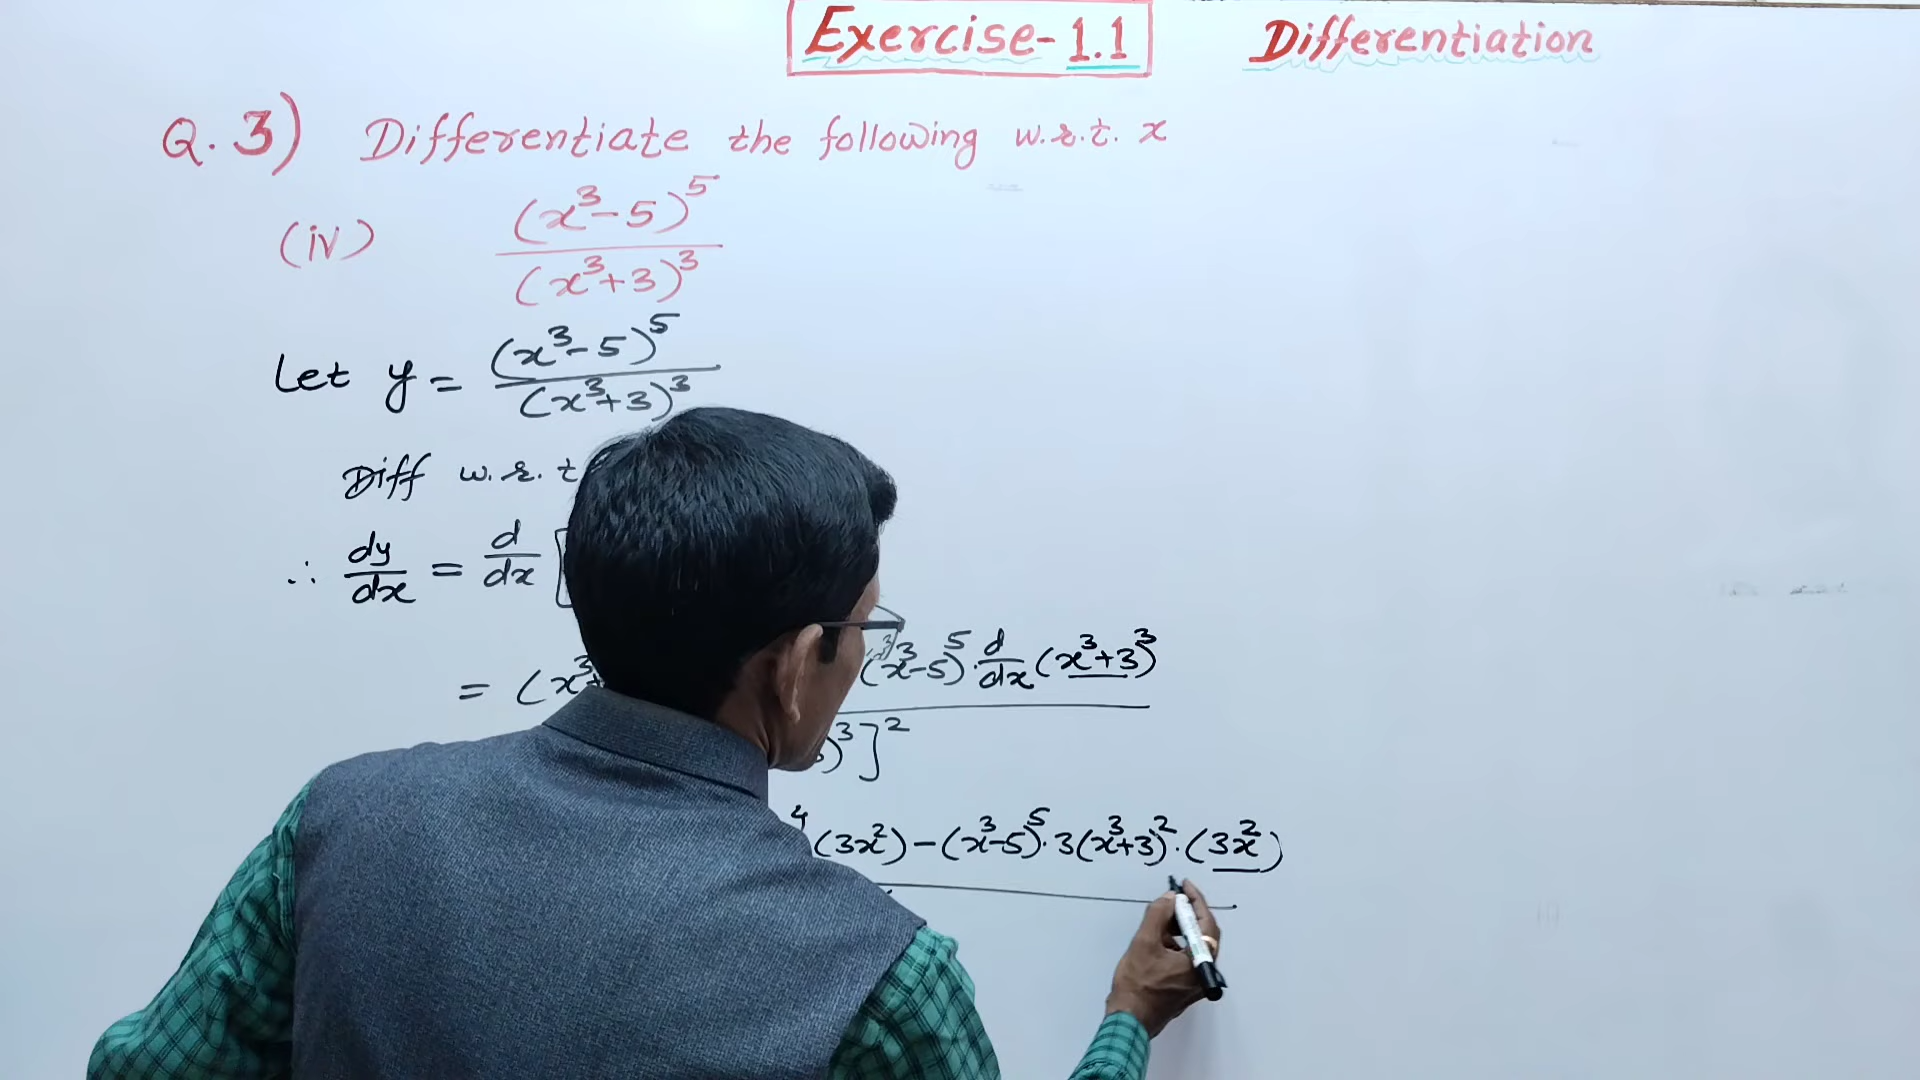 Exercise-1.1 Differentiation
Q.3) Differentiate the following w.r.t. x
(iv) (x³-5)⁵
(x³+3)³
Let y = (x³-5)⁵
(x³+3)³
Diff w.r.t
∴ dy/dx = d/dx [
= (x³+ (x³-5)⁵. d/dx (x³+3)³
)³]²
⁴ (3x²) - (x³-5)⁵. 3(x³+3)². (3x²)